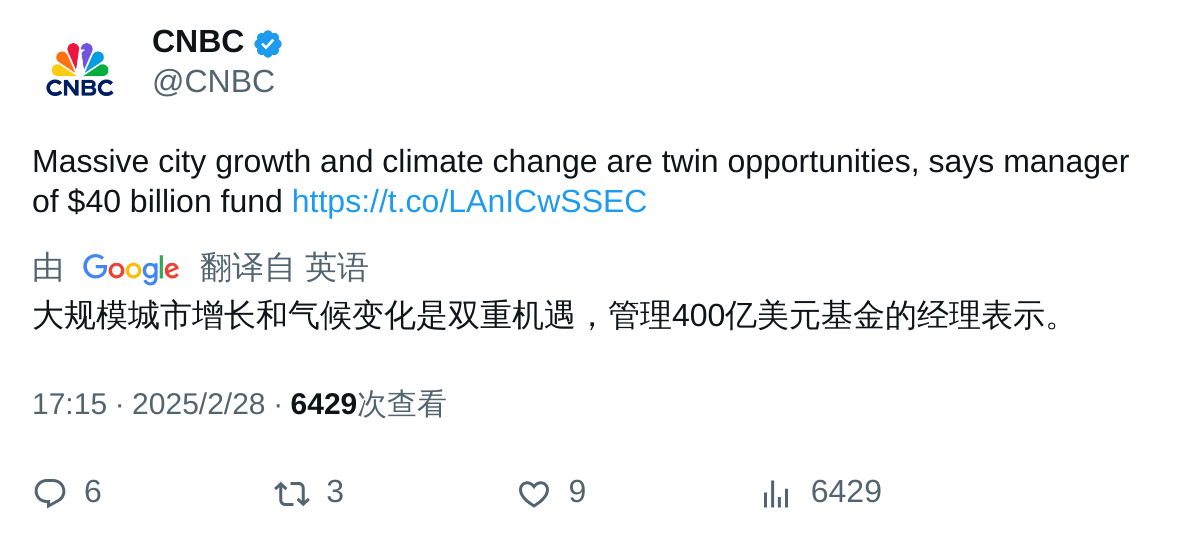 CNBC
CNBC
@CNBC
Massive city growth and climate change are twin opportunities, says manager
of $40 billion fund https://t.co/LAnICwSSEC
由 Google 翻译自 英语
大规模城市增长和气候变化是双重机遇，管理400亿美元基金的经理表示。
17:15 · 2025/2/28 · 6429次查看
6 3 9 6429